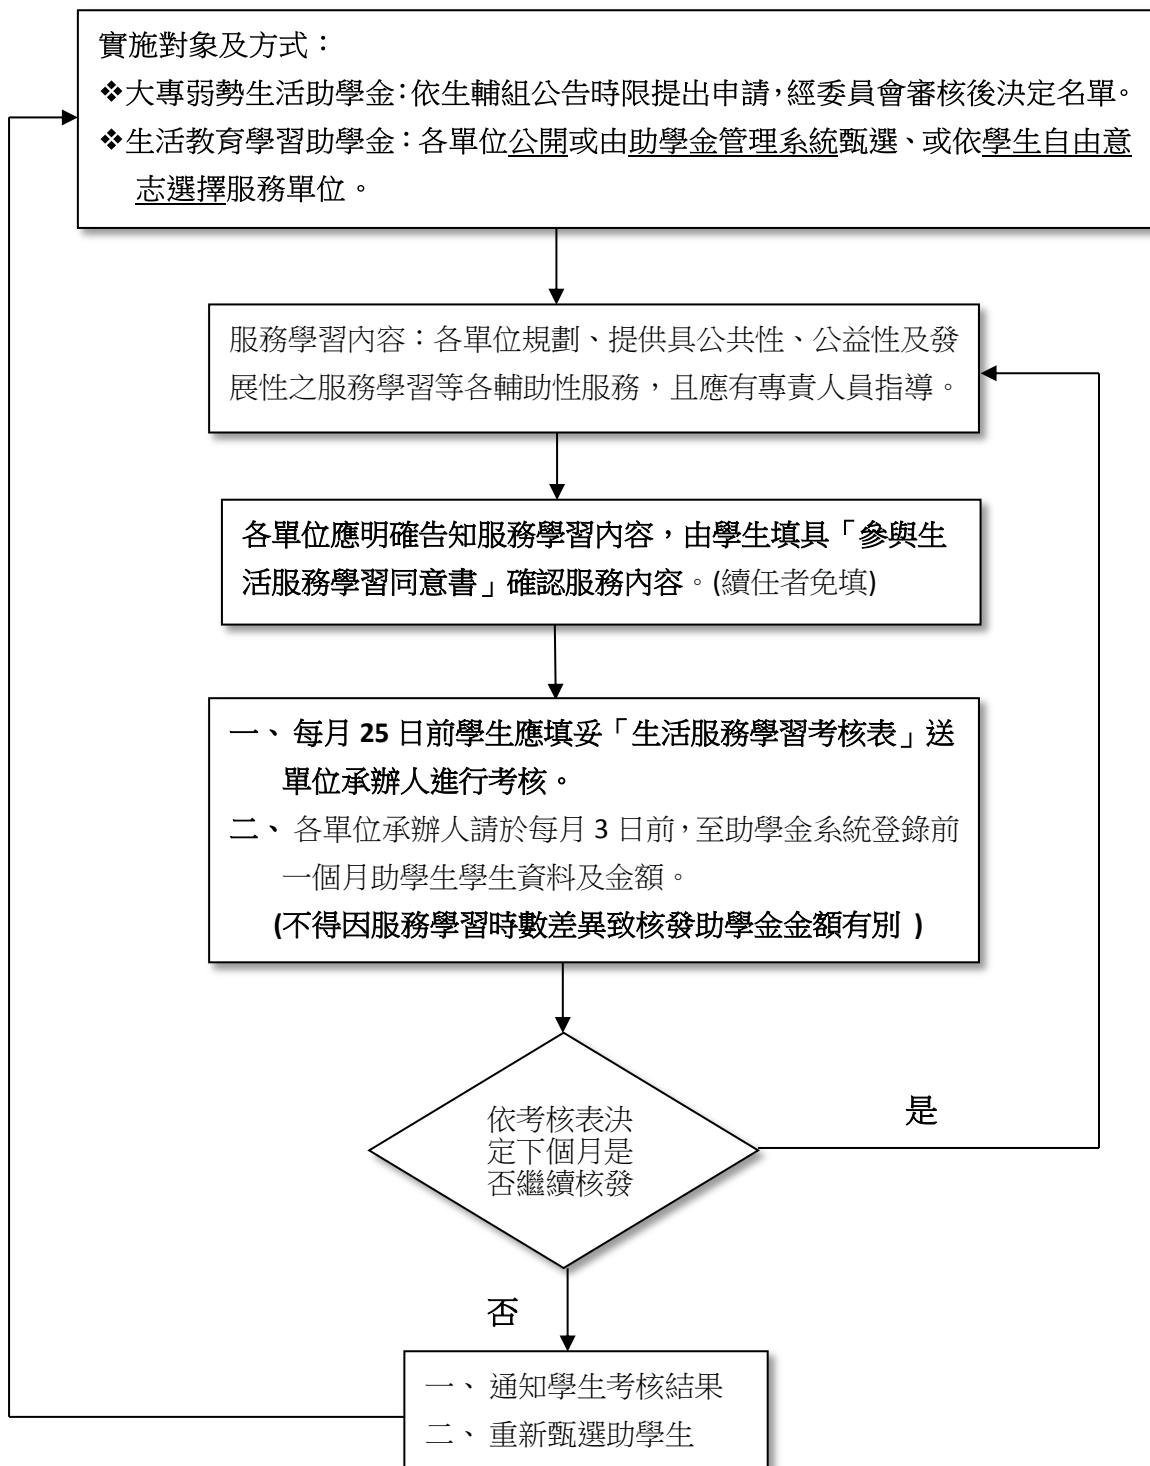 實施對象及方式：
❖大專弱勢生活助學金：依生輔組公告時限提出申請，經委員會審核後決定名單。
❖生活教育學習助學金：各單位公開或由助學金管理系統甄選、或依學生自由意
志選擇服務單位。
服務學習內容：各單位規劃、提供具公共性、公益性及發
展性之服務學習等各輔助性服務，且應有專責人員指導。
各單位應明確告知服務學習內容，由學生填具「參與生
活服務學習同意書」確認服務內容。(續任者免填)
一、 每月 25 日前學生應填妥「生活服務學習考核表」送
單位承辦人進行考核。
二、 各單位承辦人請於每月 3 日前，至助學金系統登錄前
一個月助學生學生資料及金額。
(不得因服務學習時數差異致核發助學金金額有別 )
依考核表決
定下個月是
否繼續核發
是
否
一、 通知學生考核結果
二、 重新甄選助學生